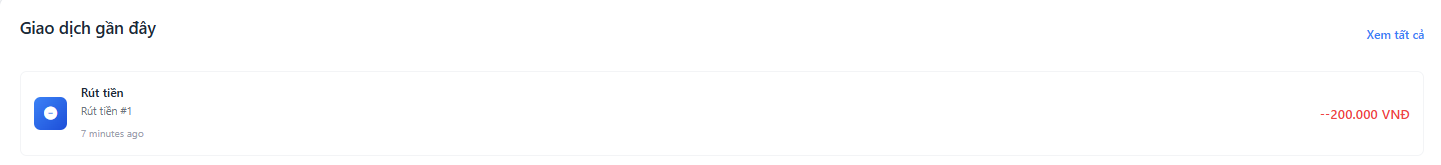 Giao dịch gần đây
Xem tất cả
Rút tiền
Rút tiền #1
7 minutes ago
--200.000 VNĐ